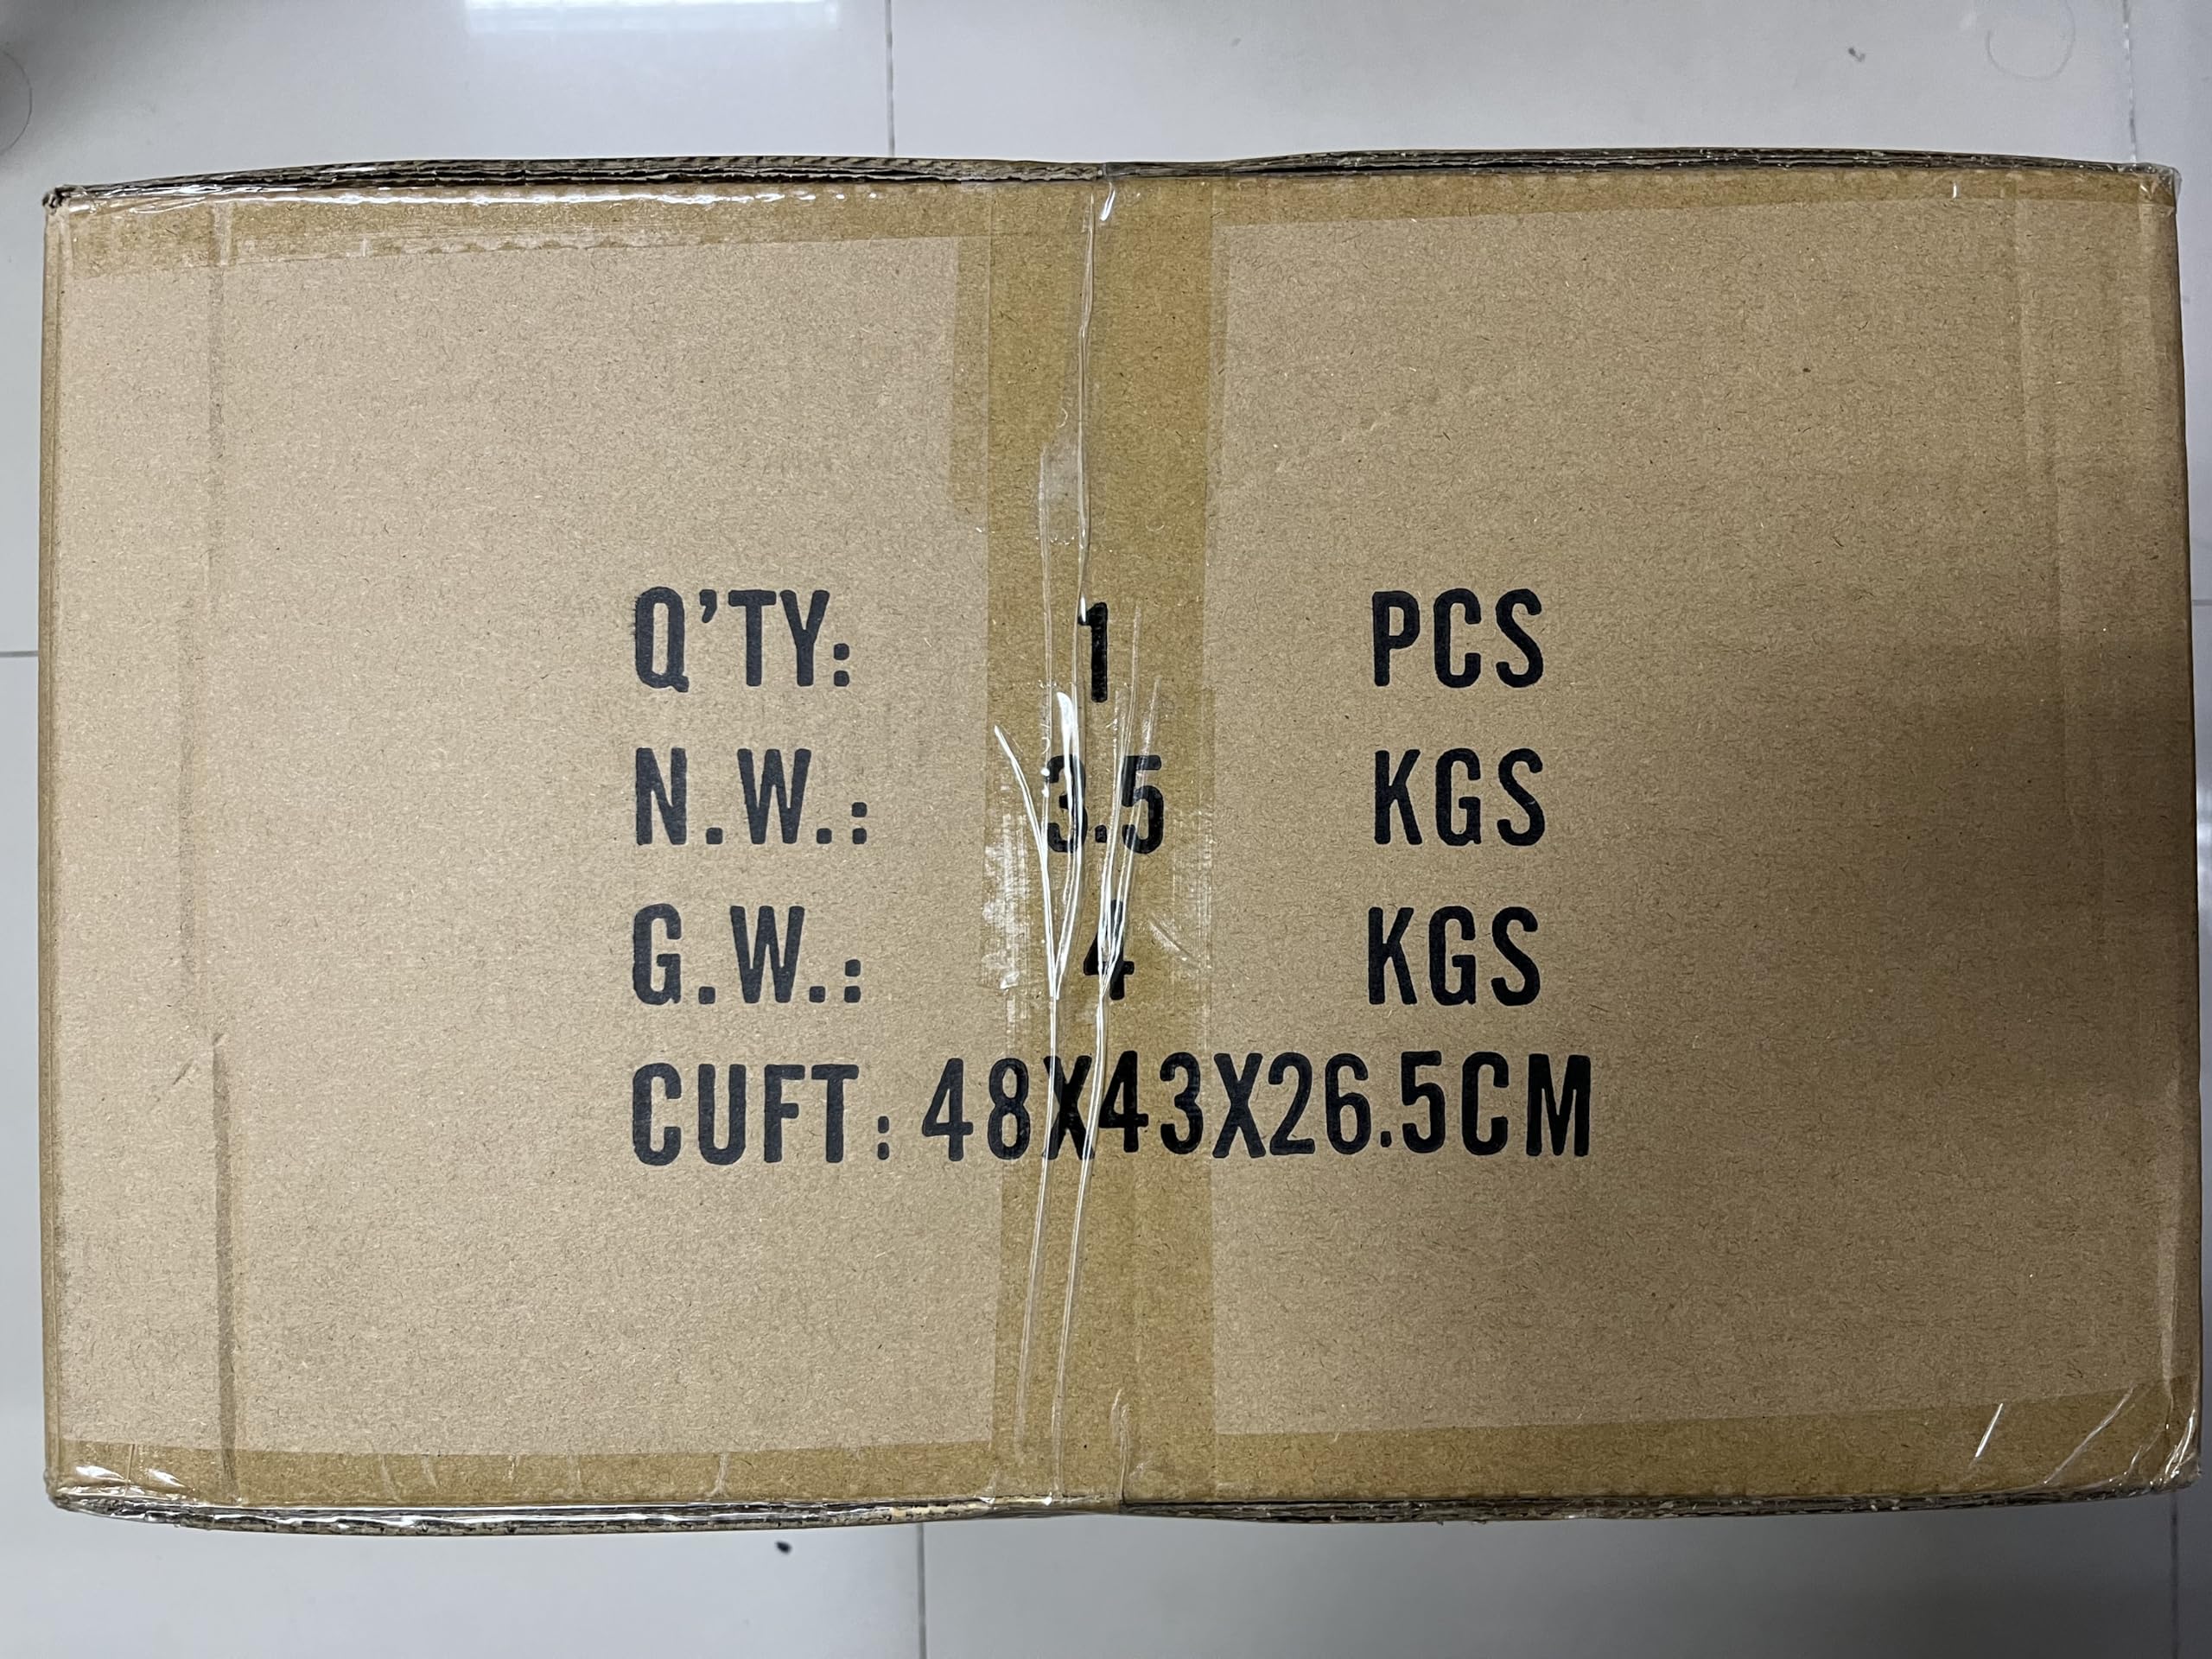 Q'TY: 1 PCS
N.W.: 3.5 KGS
G.W.: 4 KGS
CUFT: 48X43X26.5CM